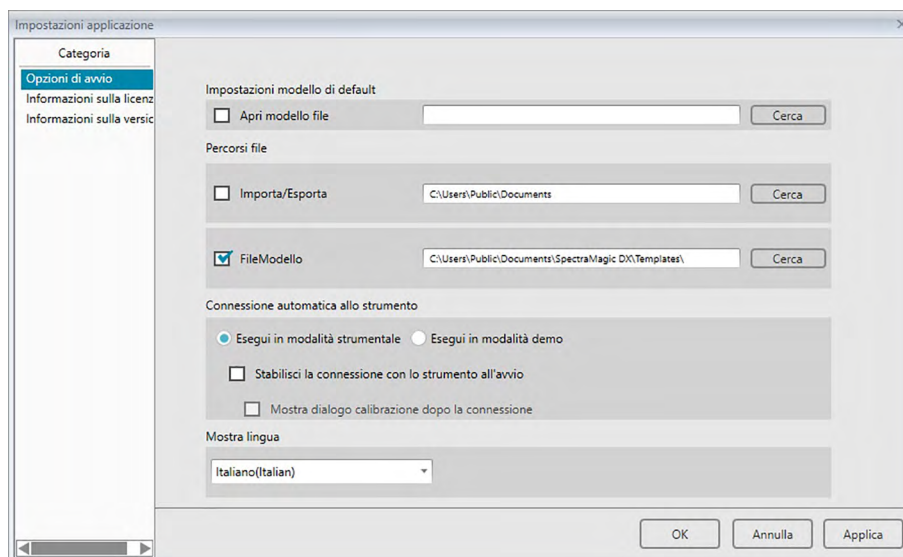 Impostazioni applicazione
Categoria
Opzioni di avvio
Informazioni sulla licenz
Informazioni sulla versic
Impostazioni modello di default
Apri modello file
Cerca
Percorsi file
Importa/Esporta
C:\Users\Public\Documents
Cerca
FileModello
C:\Users\Public\Documents\SpectraMagic DX\Templates\
Cerca
Connessione automatica allo strumento
Esegui in modalità strumentale Esegui in modalità demo
Stabilisci la connessione con lo strumento all'avvio
Mostra dialogo calibrazione dopo la connessione
Mostra lingua
Italiano(Italian)
OK Annulla Applica